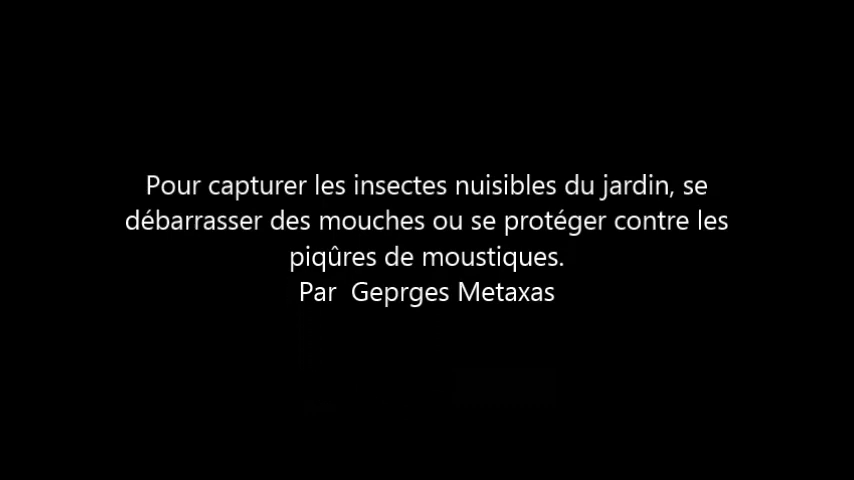 Pour capturer les insectes nuisibles du jardin, se
débarrasser des mouches ou se protéger contre les
piqûres de moustiques.
Par  Geprges Metaxas